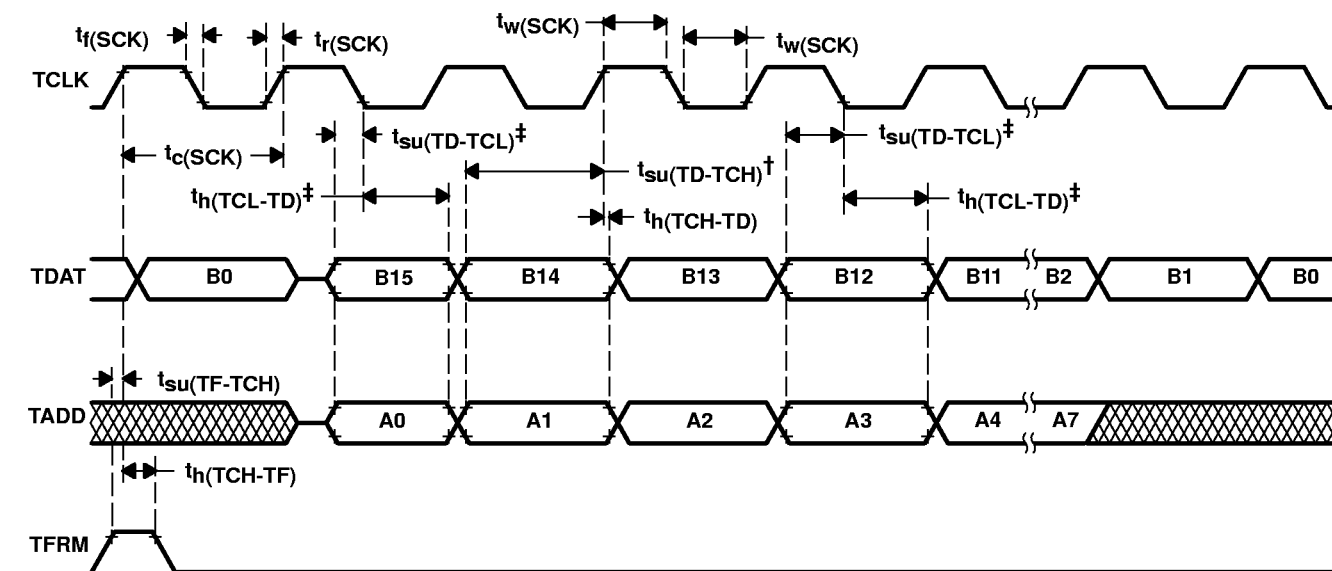 tw(SCK)
tf(SCK)
tr(SCK)
tw(SCK)
TCLK
tsu(TD-TCL)‡
tsu(TD-TCL)‡
tc(SCK)
tsu(TD-TCH)†
th(TCL-TD)‡
th(TCL-TD)‡
th(TCH-TD)
TDAT B0 B15 B14 B13 B12 B11 B2 B1 B0
tsu(TF-TCH)
TADD A0 A1 A2 A3 A4 A7
th(TCH-TF)
TFRM